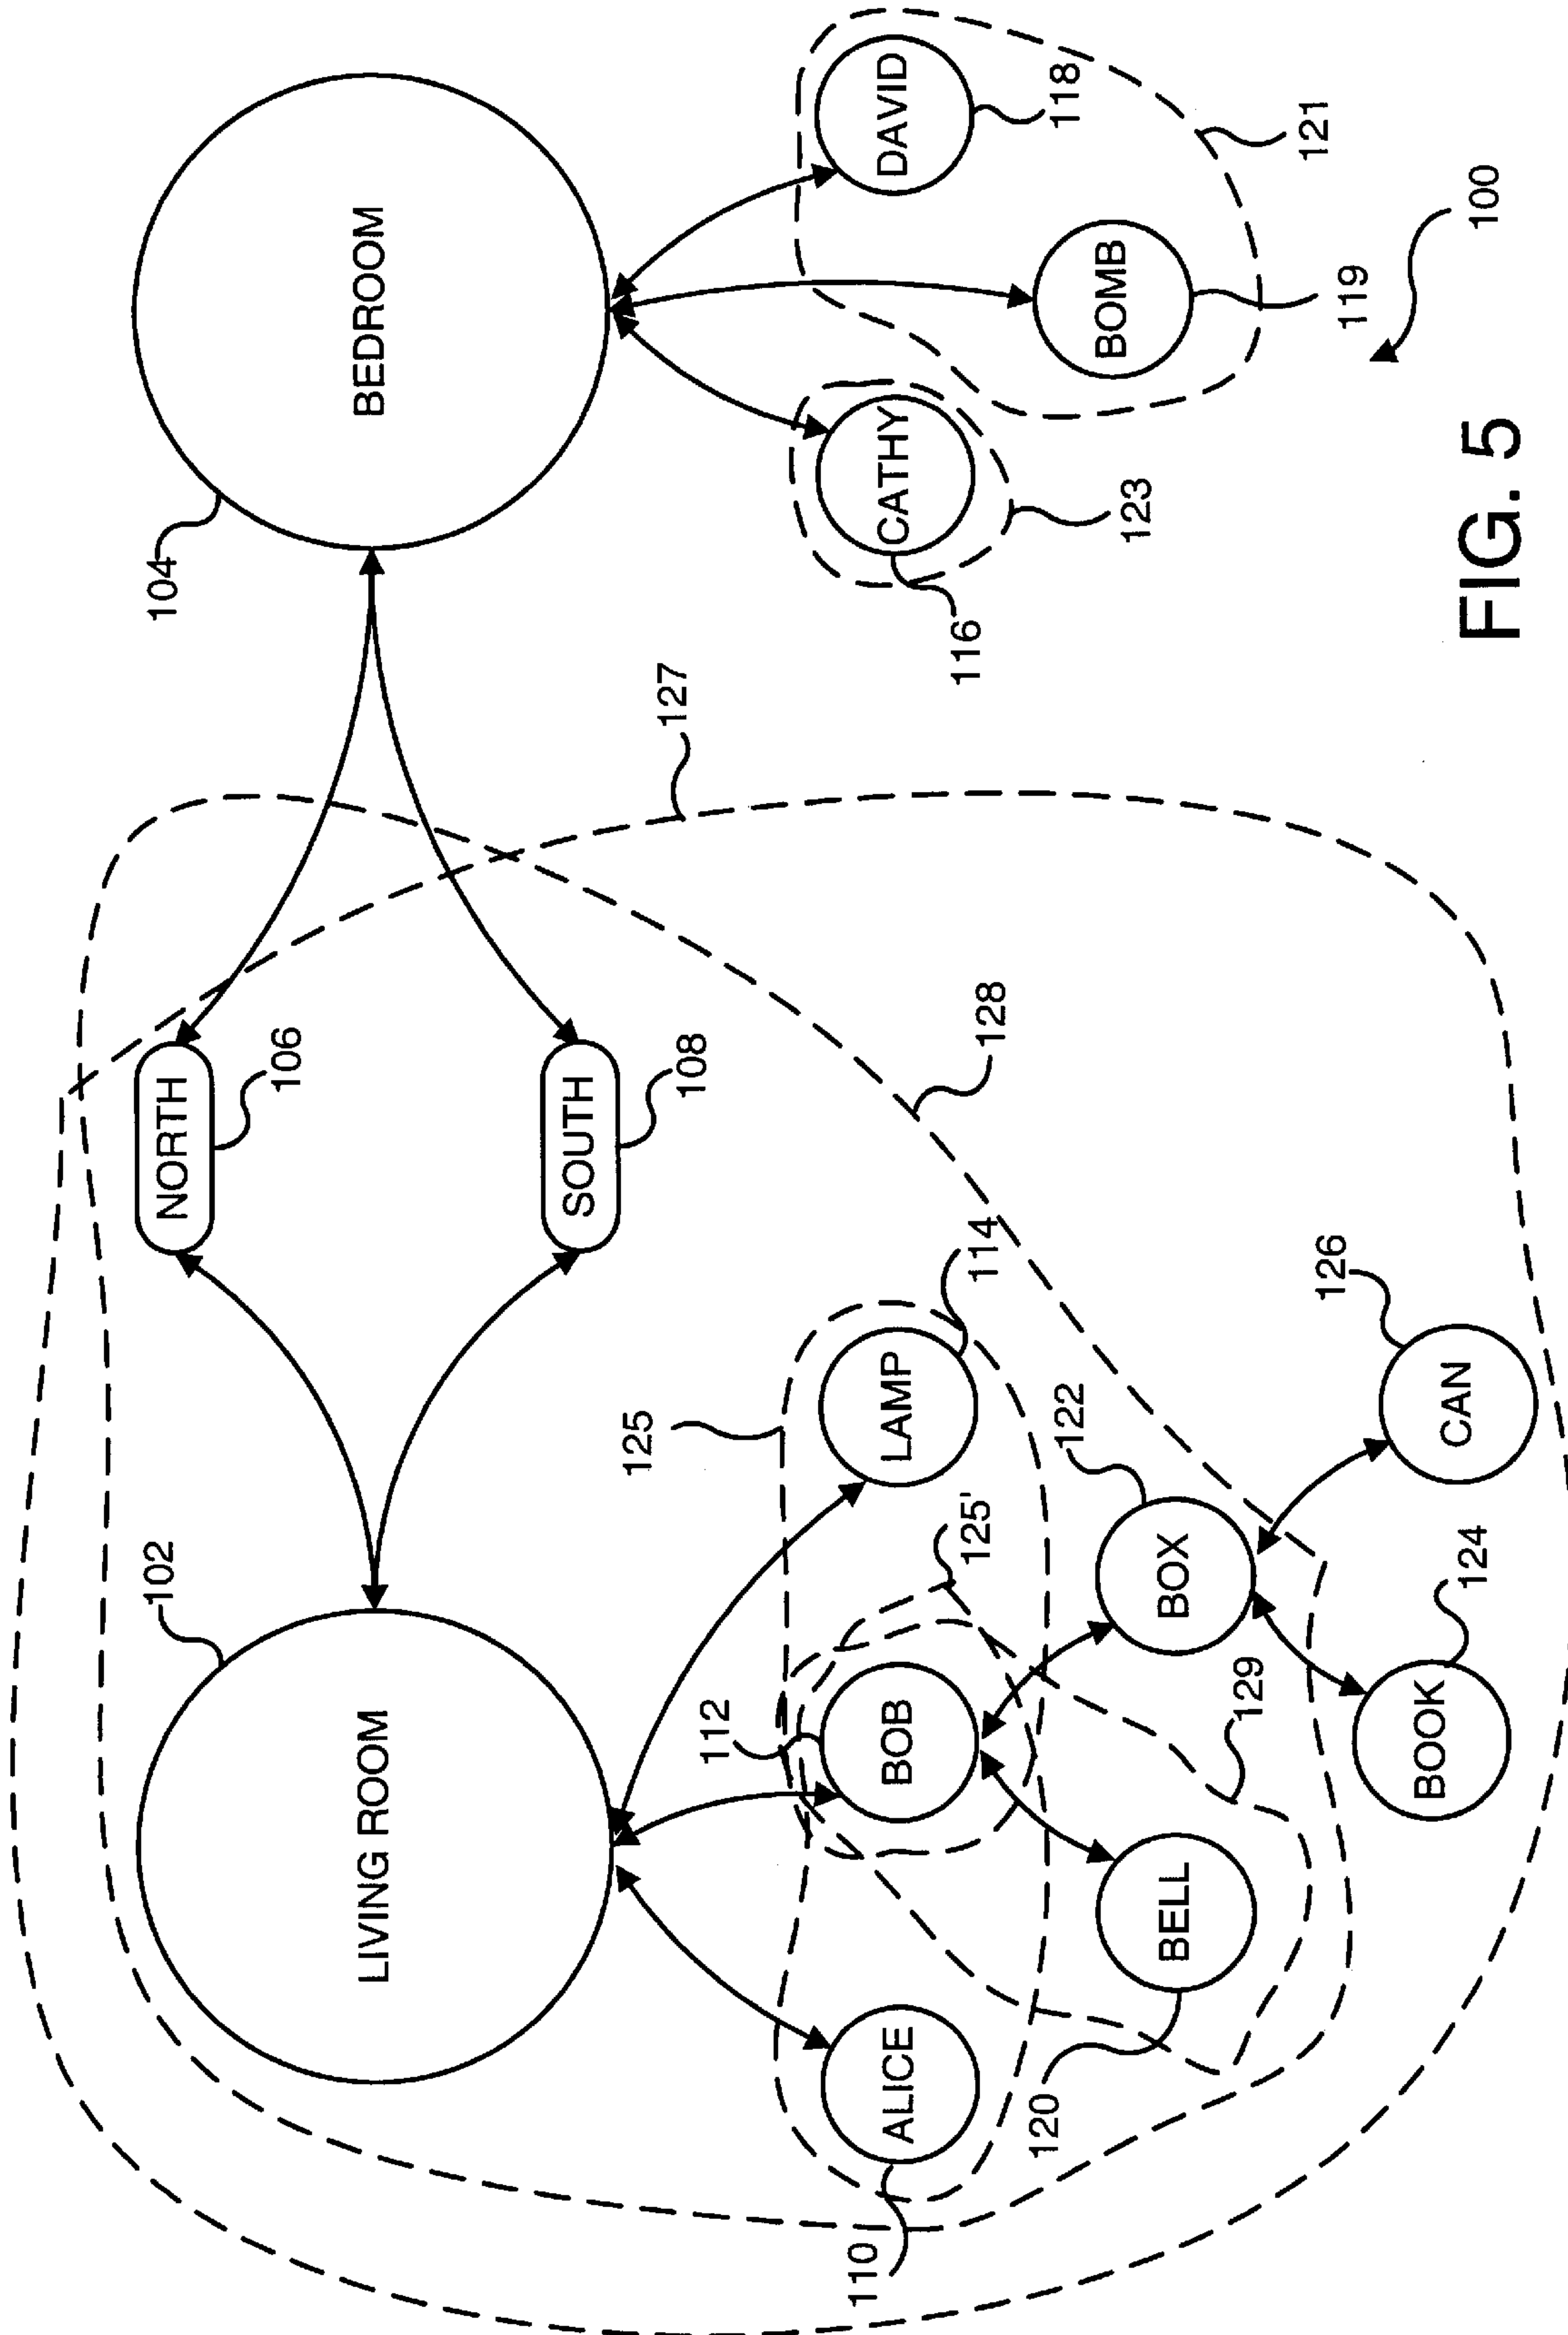 104
BEDROOM
102
LIVING ROOM
NORTH
106
SOUTH
108
127
128
125
125'
112
114
110
ALICE
BOB
LAMP
116
CATHY
123
DAVID
118
BOMB
119
121
120
BELL
BOX
122
129
BOOK
124
CAN
126
100
FIG. 5